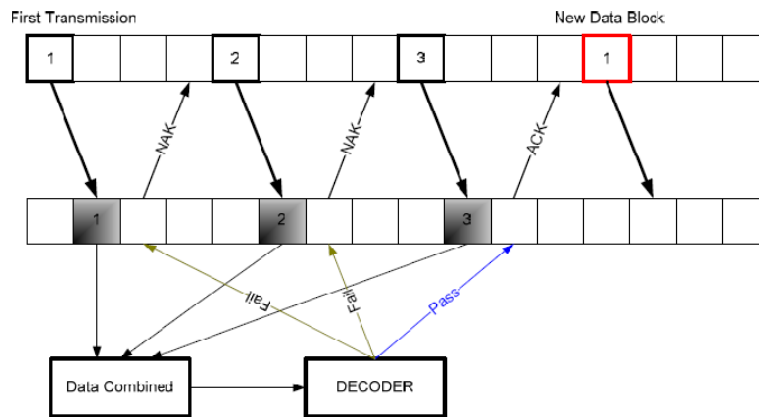 First Transmission
New Data Block
1
2
3
1
NAK
NAK
ACK
1
2
3
Fail
Fail
Pass
Data Combined
DECODER